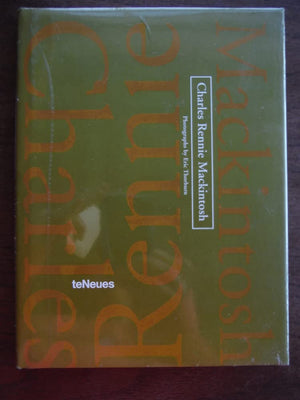 Charles
Rennie
Mackintosh
Charles Rennie Mackintosh
Photographs by Eric Thorburn
teNeues